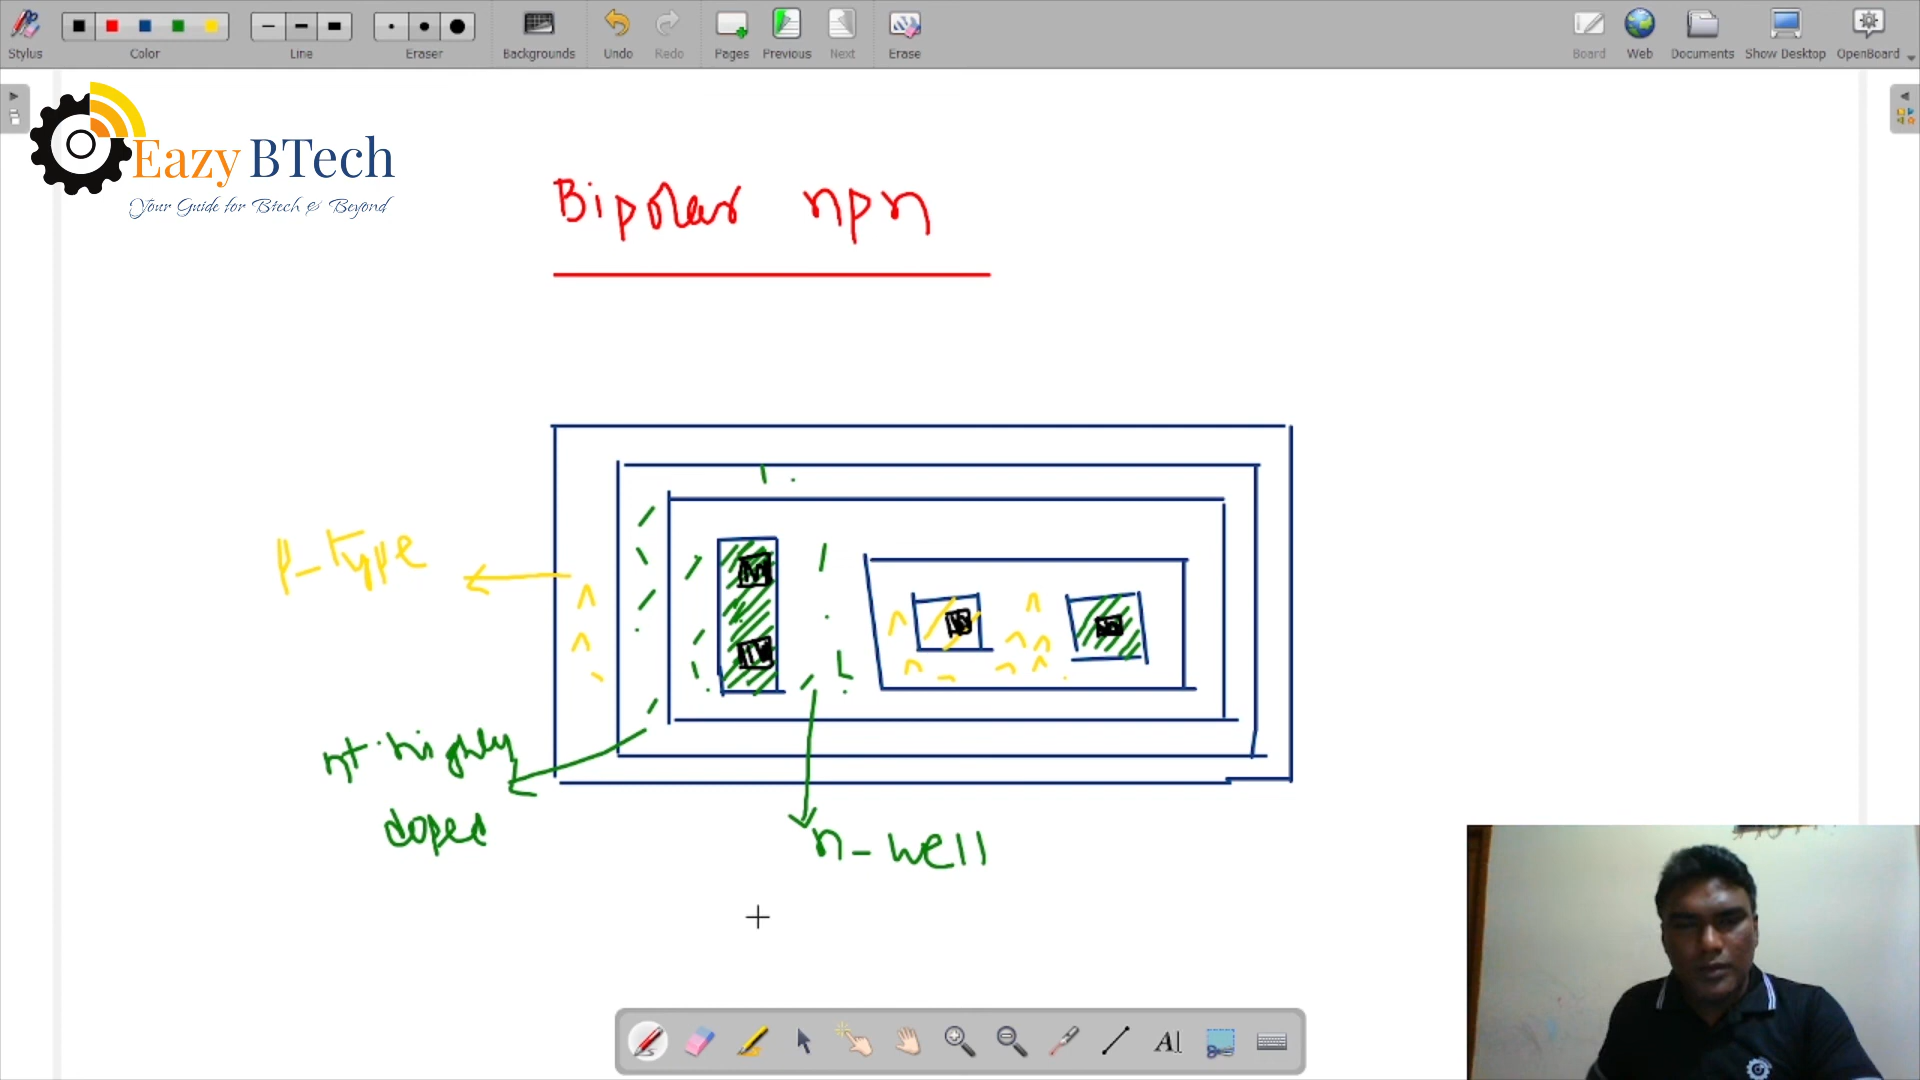 Stylus Color Line Eraser Backgrounds Undo Redo Pages Previous Next Erase Board Web Documents Show Desktop OpenBoard
Eazy BTech
Your Guide for Btech & Beyond
Bipolar npn
p-type
n+ highly
doped
n-well